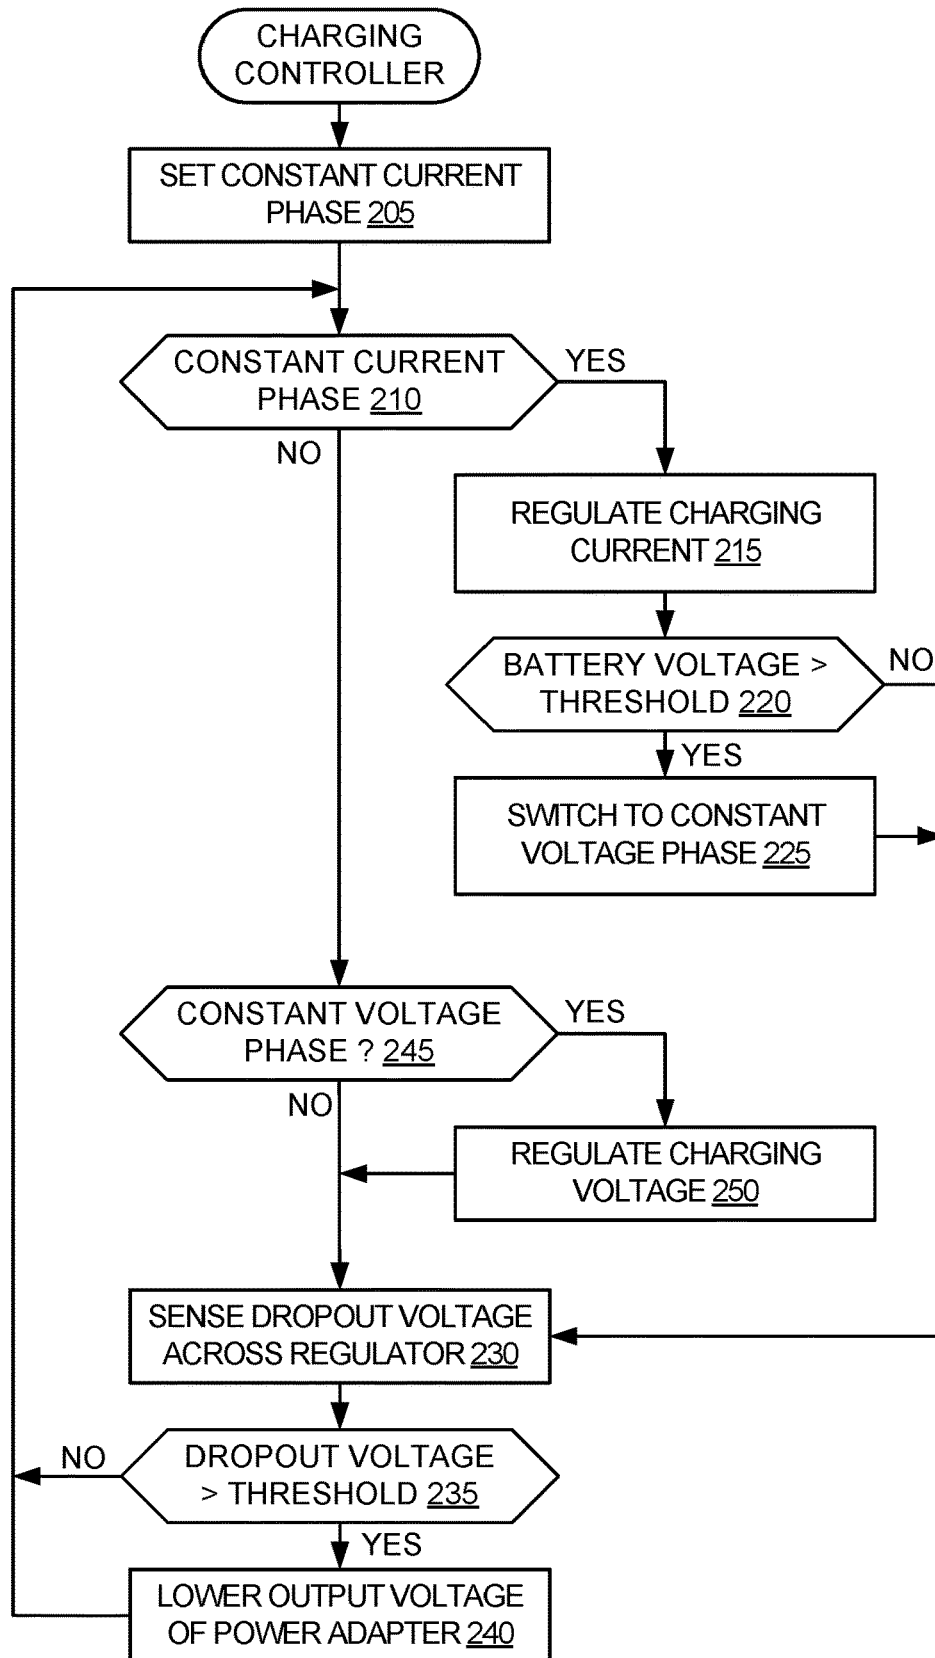 CHARGING
CONTROLLER
SET CONSTANT CURRENT
PHASE 205
CONSTANT CURRENT
PHASE 210
YES
NO
REGULATE CHARGING
CURRENT 215
BATTERY VOLTAGE >
THRESHOLD 220
NO
YES
SWITCH TO CONSTANT
VOLTAGE PHASE 225
CONSTANT VOLTAGE
PHASE ? 245
YES
NO
REGULATE CHARGING
VOLTAGE 250
SENSE DROPOUT VOLTAGE
ACROSS REGULATOR 230
DROPOUT VOLTAGE
> THRESHOLD 235
NO
YES
LOWER OUTPUT VOLTAGE
OF POWER ADAPTER 240